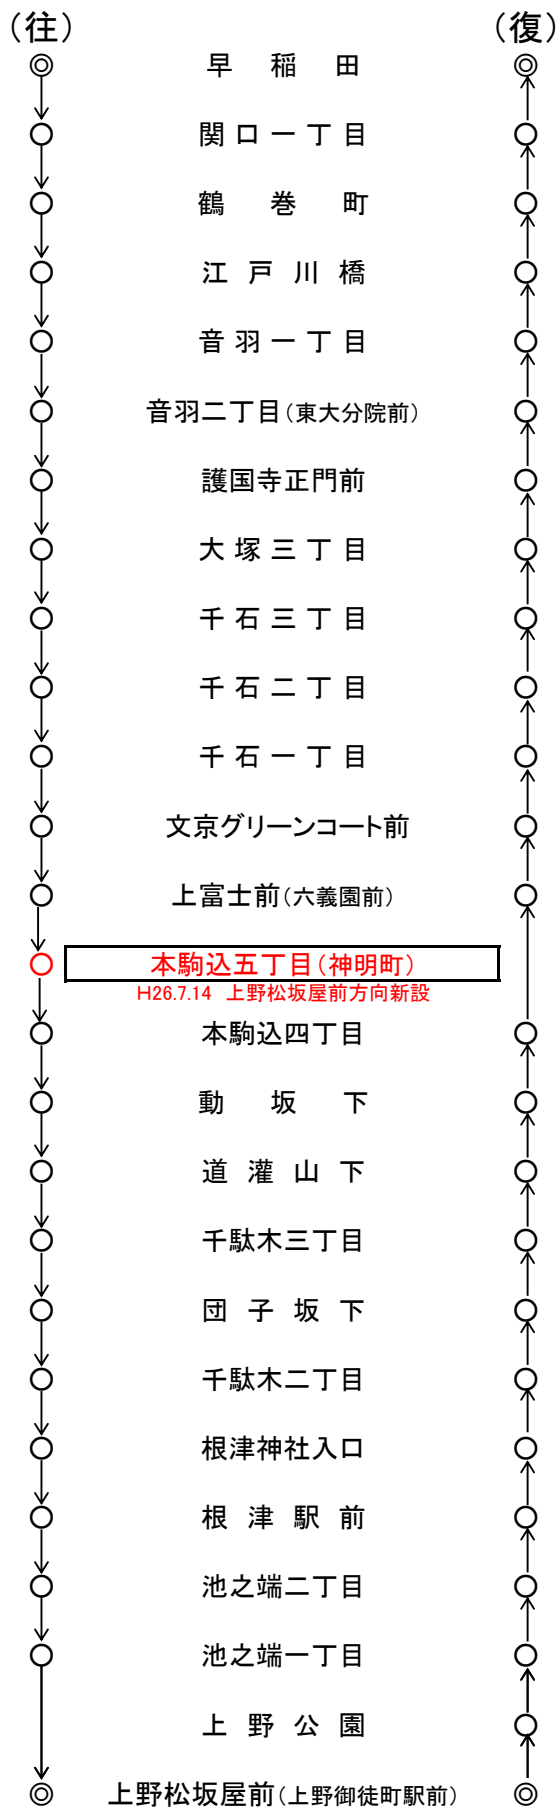 （往） （復）
早稲田
関口一丁目
鶴巻町
江戸川橋
音羽一丁目
音羽二丁目（東大分院前）
護国寺正門前
大塚三丁目
千石三丁目
千石二丁目
千石一丁目
文京グリーンコート前
上富士前（六義園前）
本駒込五丁目（神明町）
H26.7.14 上野松坂屋前方向新設
本駒込四丁目
動坂下
道灌山下
千駄木三丁目
団子坂下
千駄木二丁目
根津神社入口
根津駅前
池之端二丁目
池之端一丁目
上野公園
上野松坂屋前（上野御徒町駅前）